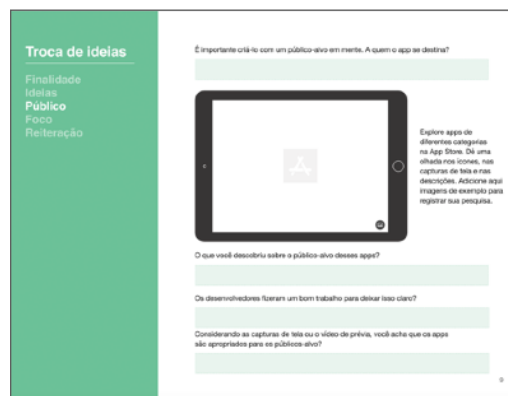 Troca de ideias
Finalidade
Ideias
Público
Foco
Reiteração
É importante criá-lo com um público-alvo em mente. A quem o app se destina?
Explore apps de
diferentes categorias
na App Store. Dê uma
olhada nos ícones, nas
capturas de tela e nas
descrições. Adicione aqui
imagens de exemplo para
registrar sua pesquisa.
O que você descobriu sobre o público-alvo desses apps?
Os desenvolvedores fizeram um bom trabalho para deixar isso claro?
Considerando as capturas de tela ou o vídeo de prévia, você acha que os apps
são apropriados para os públicos-alvo?
9